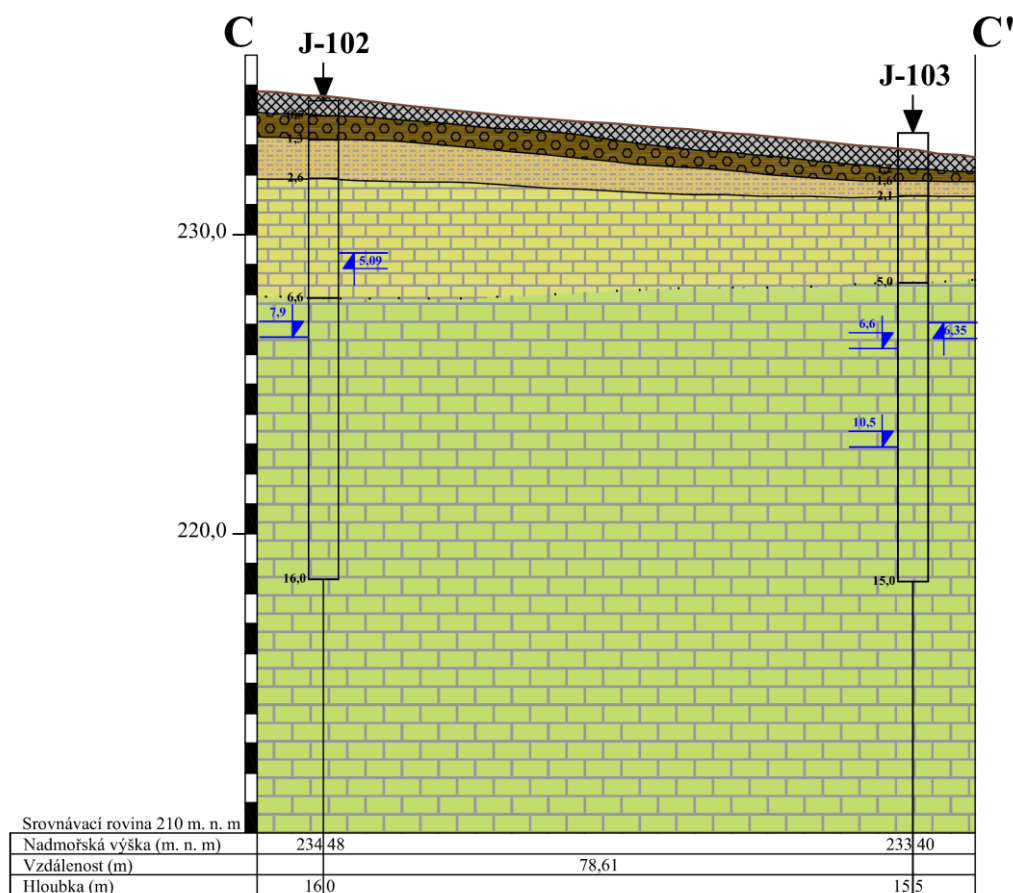 C
C'
J-102
J-103
1,3
2,6
1,6
2,1
230,0
5,09
5,0
6,6
7,9
6,6
6,35
10,5
220,0
16,0
15,0
Srovnávací rovina 210 m. n. m
Nadmořská výška (m. n. m) 234 48 233 40
Vzdálenost (m) 78,61
Hloubka (m) 16 0 15 5